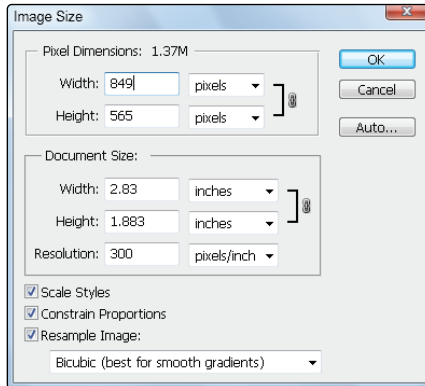 Image Size
Pixel Dimensions: 1.37M
OK
Width: 849 pixels
Cancel
Height: 565 pixels
Auto...
Document Size:
Width: 2.83 inches
Height: 1.883 inches
Resolution: 300 pixels/inch
Scale Styles
Constrain Proportions
Resample Image:
Bicubic (best for smooth gradients)